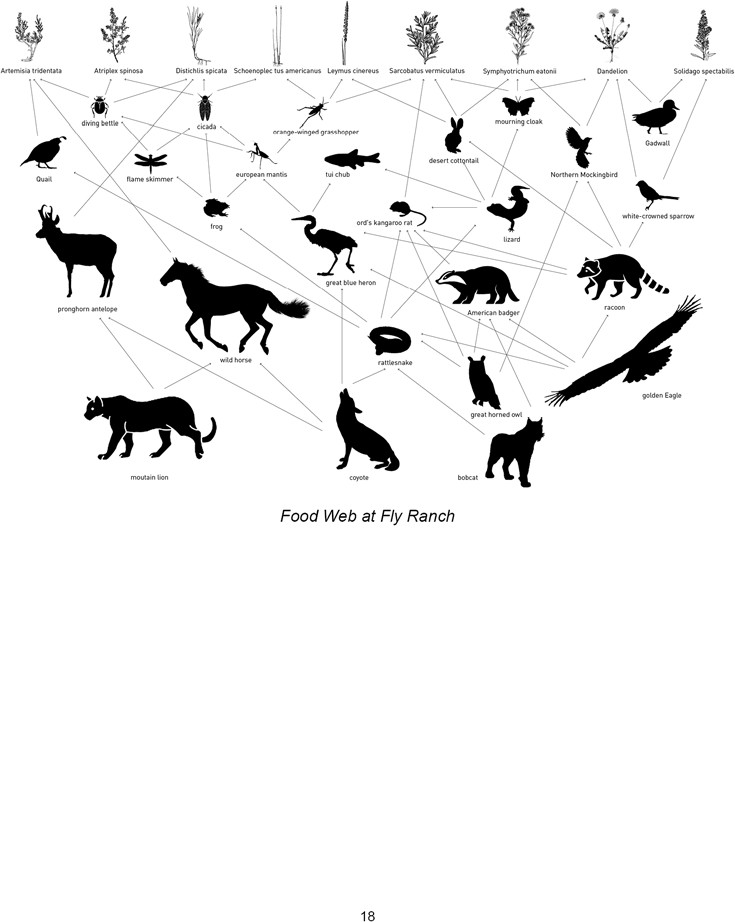 Artemisia tridentata
Atriplex spinosa
Distichlis spicata
Schoenoplec tus americanus
Leymus cinereus
Sarcobatus vermiculatus
Symphyotrichum eatonii
Dandelion
Solidago spectabilis
diving bettle
cicada
orange-winged grasshopper
mourning cloak
Gadwall
Quail
flame skimmer
european mantis
tui chub
desert cottontail
Northern Mockingbird
frog
ord's kangaroo rat
lizard
white-crowned sparrow
pronghorn antelope
great blue heron
American badger
racoon
wild horse
rattlesnake
great horned owl
golden Eagle
moutain lion
coyote
bobcat
Food Web at Fly Ranch
18